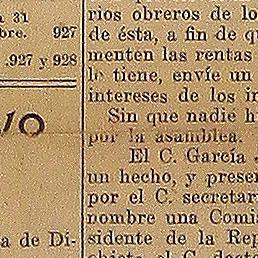 a 31
bre. 927
.927 y 928
10
a de Di-
rios obreros de lo
de ésta, a fin de qu
menten las rentas
le tiene, envíe un
intereses de los in
Sin que nadie h
por la asamblea.
El C. García
un hecho, y presen
por el C. secretar
nombre una Comis
sidente de la Rep